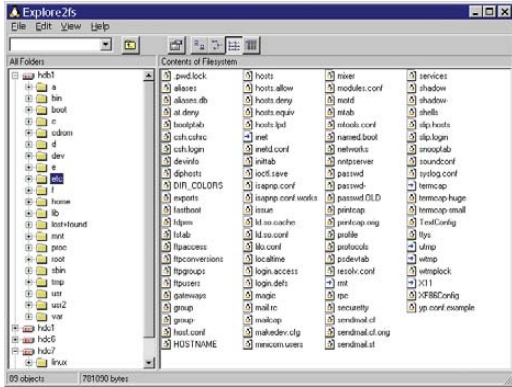 Explore2fs
File Edit View Help
All Folders
Contents of Filesystem
hdb1
a
bin
boot
c
cdrom
d
dev
e
etc
f
home
lib
lost+found
mnt
proc
root
sbin
tmp
usr
usr2
var
hdc1
hdc6
hdc7
linux
.pwd.lock
aliases
aliases.db
at.deny
bootptab
csh.cshrc
csh.login
devinfo
diphosts
DIR_COLORS
exports
fastboot
fdprm
fstab
ftpaccess
ftpconversions
ftpgroups
ftpusers
gateways
group
group-
host.conf
HOSTNAME
hosts
hosts.allow
hosts.deny
hosts.equiv
hosts.lpd
inet
inetd.conf
inittab
ioctl.save
isapnp.conf
isapnp.conf.works
issue
ld.so.cache
ld.so.conf
lilo.conf
localtime
login.access
login.defs
magic
mail.rc
mailcap
makedev.cfg
minicom.users
mixer
modules.conf
motd
mtab
mtools.conf
named.boot
networks
nntpserver
passwd
passwd-
passwd.OLD
printcap
printcap.orig
profile
protocols
psdevtab
resolv.conf
rmt
rpc
securetty
sendmail.cf
sendmail.cf.orig
sendmail.st
services
shadow
shadow-
shells
slip.hosts
slip.login
snooptab
soundconf
syslog.conf
termcap
termcap.huge
termcap.small
TextConfig
ttys
utmp
wtmp
wtmplock
X11
XF86Config
yp.conf.example
89 objects 781090 bytes